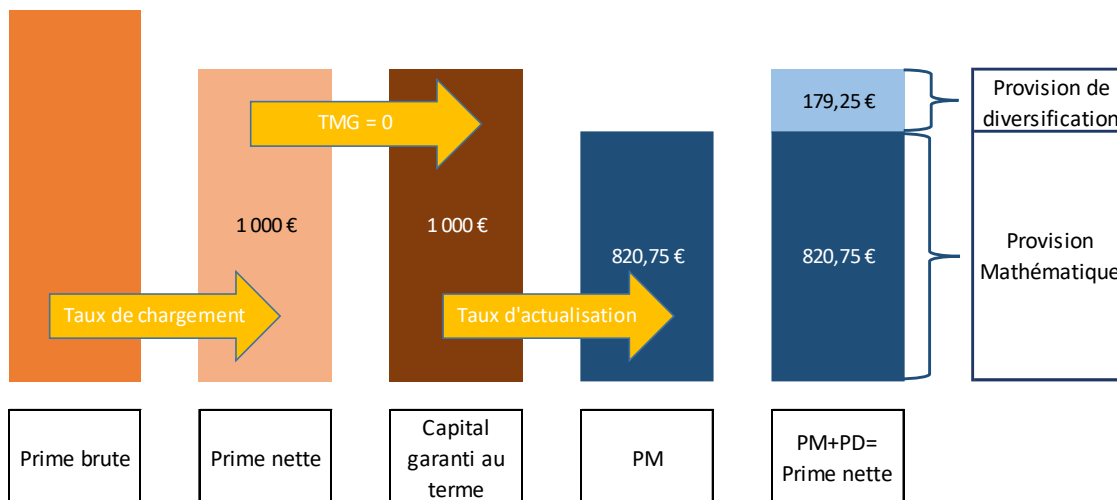 179,25 €
Provision de
diversification
TMG = 0
1 000 €
1 000 €
820,75 €
820,75 €
Provision
Mathématique
Taux de chargement
Taux d'actualisation
Prime brute
Prime nette
Capital
garanti au
terme
PM
PM+PD=
Prime nette